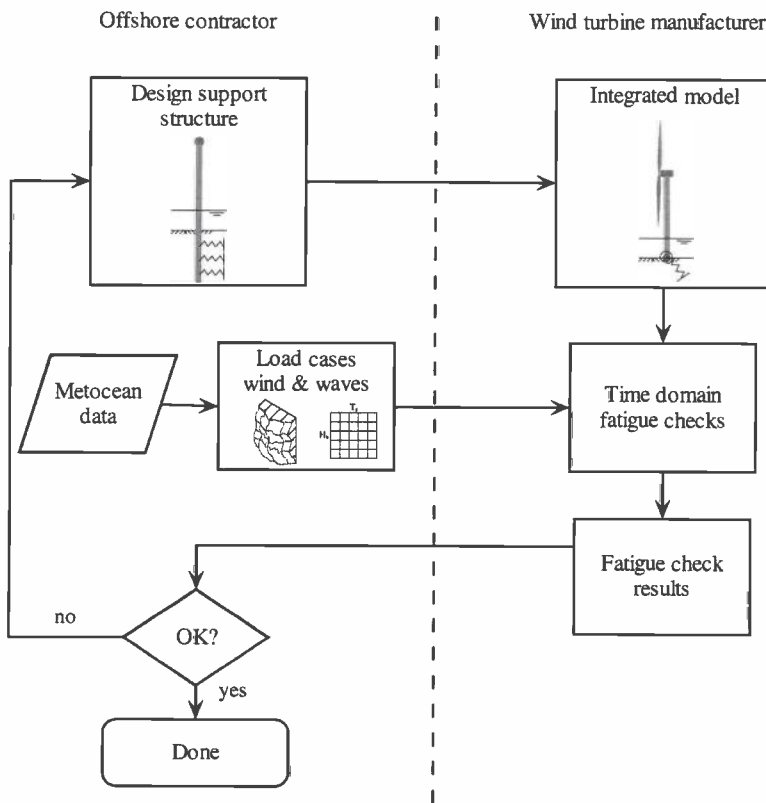 Offshore contractor
Wind turbine manufacturer
Design support
structure
Integrated model
Metocean
data
Load cases
wind & waves
Time domain
fatigue checks
Fatigue check
results
no
OK?
yes
Done